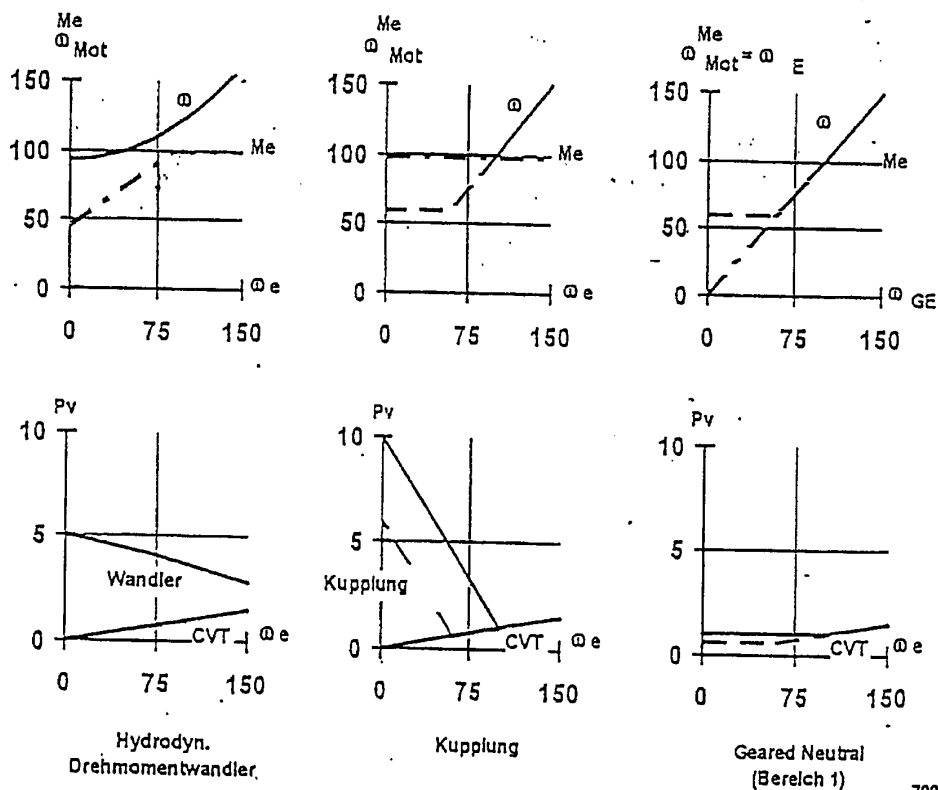 Me
ω Mot
150
100
50
0
ω
Me
ω e
0 75 150
Me
ω Mot
150
100
50
0
ω
Me
ω e
0 75 150
Me
ω Mot = ω E
150
100
50
0
ω
Me
ω GE
0 75 150
Pv
10
5
0
Wandler
CVT
ω e
0 75 150
Hydrodyn.
Drehmomentwandler
Pv
10
5
0
Kupplung
CVT
ω e
0 75 150
Kupplung
Pv
10
5
0
CVT
ω e
0 75 150
Geared Neutral
(Bereich 1)